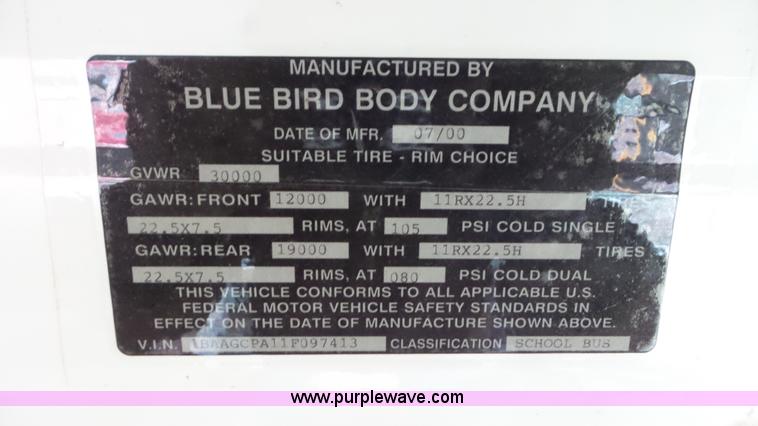 MANUFACTURED BY
BLUE BIRD BODY COMPANY
DATE OF MFR. 07/00
SUITABLE TIRE - RIM CHOICE
GVWR 30000
GAWR: FRONT 12000 WITH 11RX22.5H TIRES
22.5X7.5 RIMS, AT 105 PSI COLD SINGLE
GAWR: REAR 19000 WITH 11RX22.5H TIRES
22.5X7.5 RIMS, AT 080 PSI COLD DUAL
THIS VEHICLE CONFORMS TO ALL APPLICABLE U.S.
FEDERAL MOTOR VEHICLE SAFETY STANDARDS IN
EFFECT ON THE DATE OF MANUFACTURE SHOWN ABOVE.
V.I.N. 1BAAGCPA11F097413 CLASSIFICATION SCHOOL BUS
www.purplewave.com